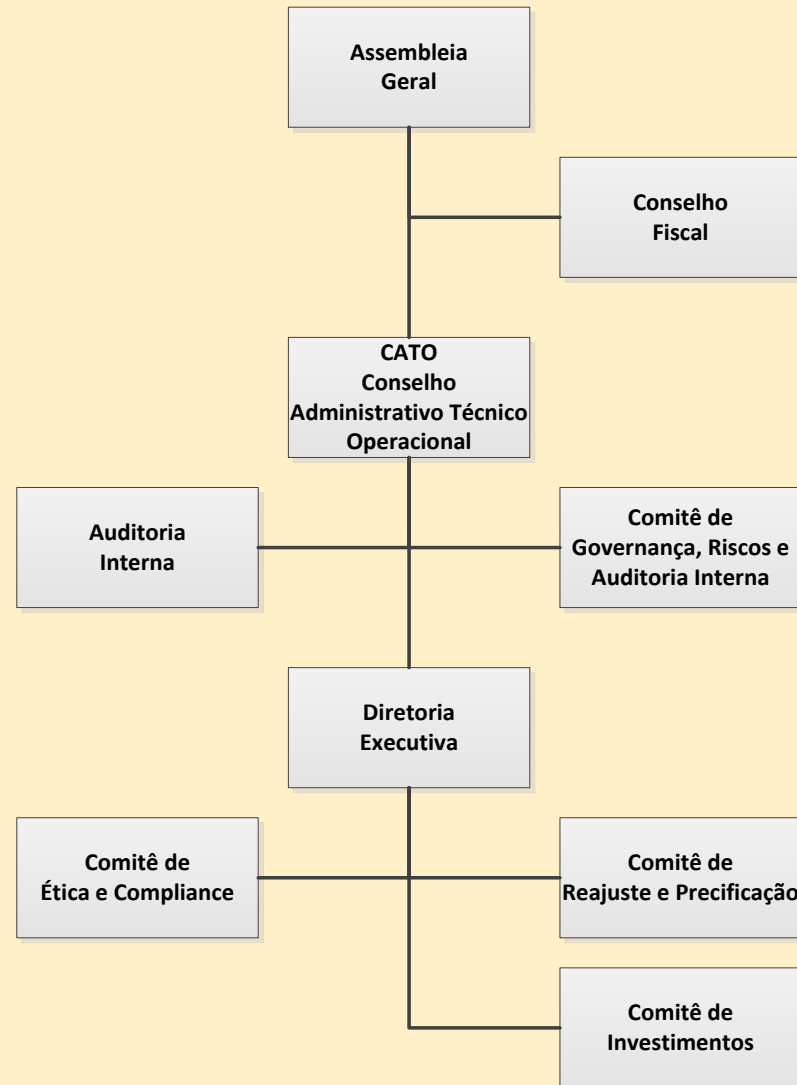 Assembleia
Geral
Conselho
Fiscal
CATO
Conselho
Administrativo Técnico
Operacional
Auditoria
Interna
Comitê de
Governança, Riscos e
Auditoria Interna
Diretoria
Executiva
Comitê de
Ética e Compliance
Comitê de
Reajuste e Precificação
Comitê de
Investimentos